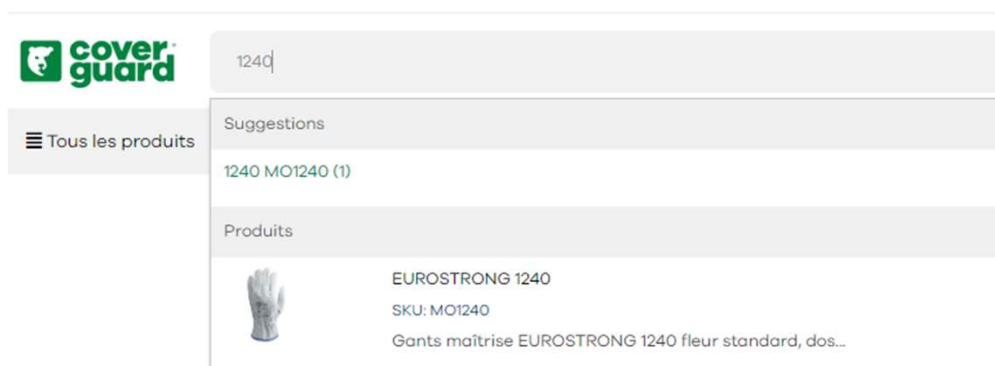 cover
guard
1240
Tous les produits
Suggestions
1240 MO1240 (1)
Produits
EUROSTRONG 1240
SKU: MO1240
Gants maîtrise EUROSTRONG 1240 fleur standard, dos...